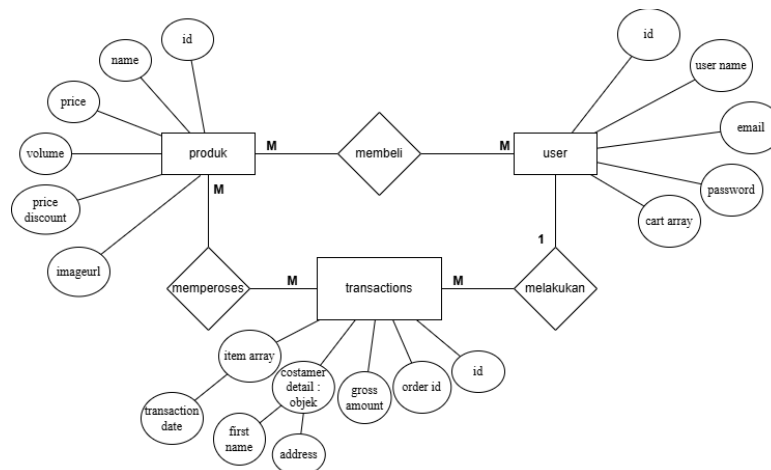 id
name
price
volume
price
discount
imageurl
produk
M
M
membeli
M
user
id
user name
email
password
cart array
1
memperoses
M
transactions
M
melakukan
item array
transaction
date
costamer
detail :
objek
first
name
address
gross
amount
order id
id